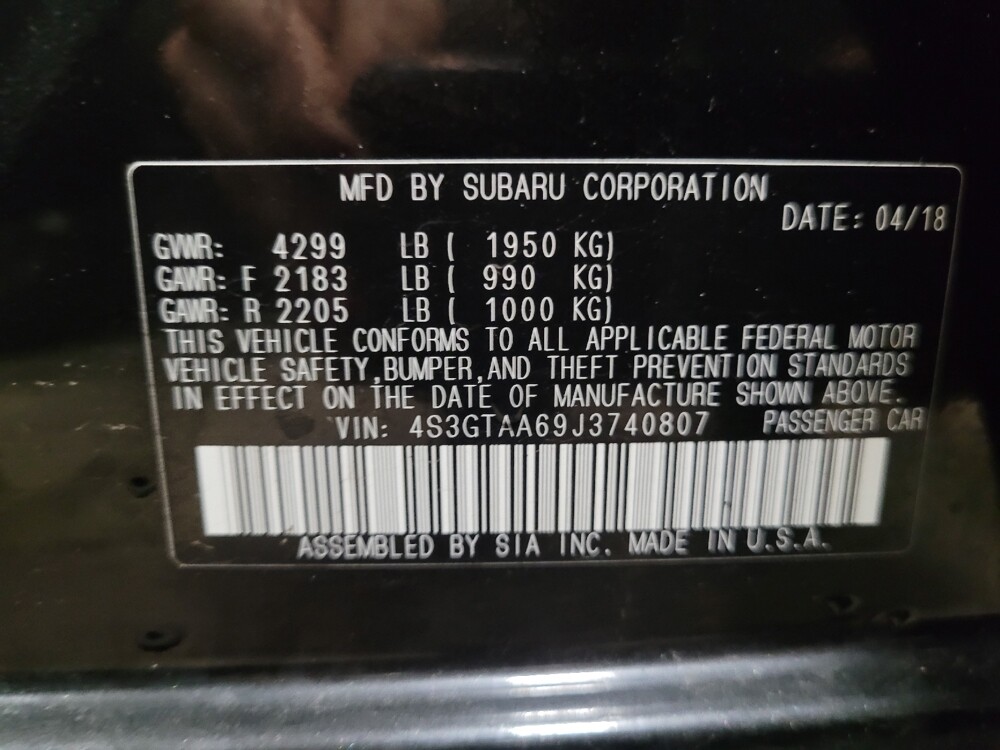 MFD BY SUBARU CORPORATION
DATE: 04/18
GVWR: 4299 LB ( 1950 KG)
GAWR: F 2183 LB ( 990 KG)
GAWR: R 2205 LB ( 1000 KG)
THIS VEHICLE CONFORMS TO ALL APPLICABLE FEDERAL MOTOR
VEHICLE SAFETY,BUMPER,AND THEFT PREVENTION STANDARDS
IN EFFECT ON THE DATE OF MANUFACTURE SHOWN ABOVE.
VIN: 4S3GTAA69J3740807 PASSENGER CAR
ASSEMBLED BY SIA INC. MADE IN U.S.A.